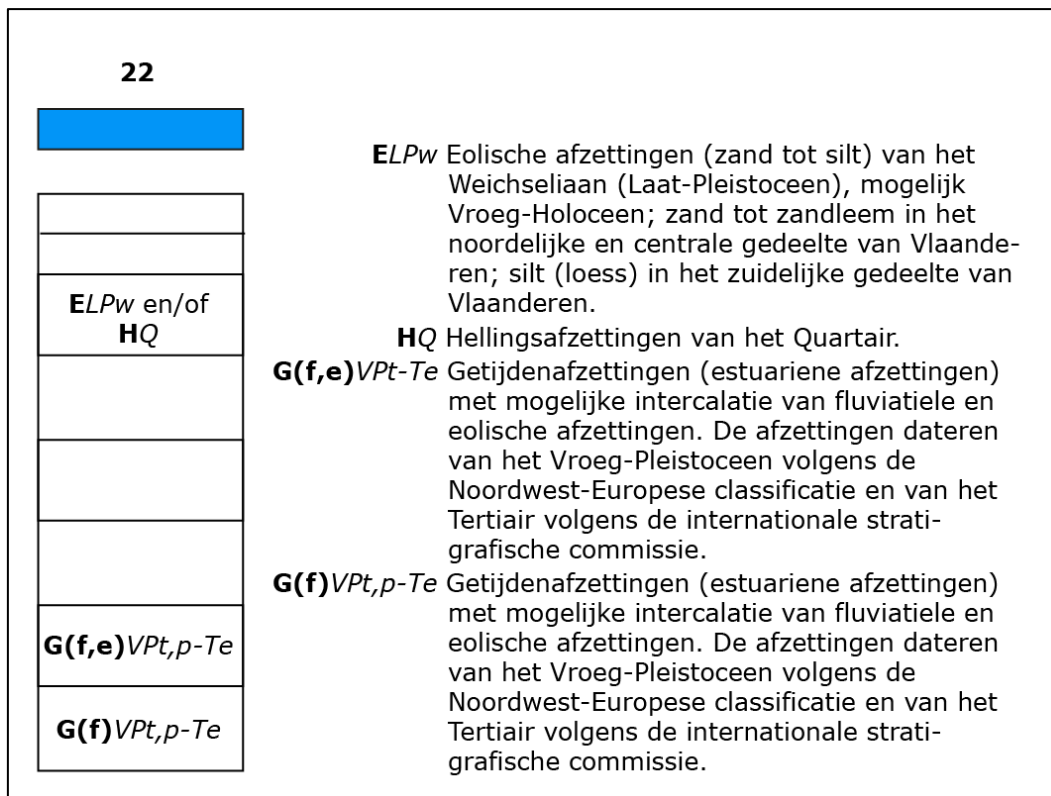 22
ELPw en/of
HQ
G(f,e)VPt,p-Te
G(f)VPt,p-Te
ELPw Eolische afzettingen (zand tot silt) van het
Weichseliaan (Laat-Pleistoceen), mogelijk
Vroeg-Holoceen; zand tot zandleem in het
noordelijke en centrale gedeelte van Vlaande-
ren; silt (loess) in het zuidelijke gedeelte van
Vlaanderen.
HQ Hellingsafzettingen van het Quartair.
G(f,e)VPt-Te Getijdenafzettingen (estuariene afzettingen)
met mogelijke intercalatie van fluviatiele en
eolische afzettingen. De afzettingen dateren
van het Vroeg-Pleistoceen volgens de
Noordwest-Europese classificatie en van het
Tertiair volgens de internationale strati-
grafische commissie.
G(f)VPt,p-Te Getijdenafzettingen (estuariene afzettingen)
met mogelijke intercalatie van fluviatiele en
eolische afzettingen. De afzettingen dateren
van het Vroeg-Pleistoceen volgens de
Noordwest-Europese classificatie en van het
Tertiair volgens de internationale strati-
grafische commissie.